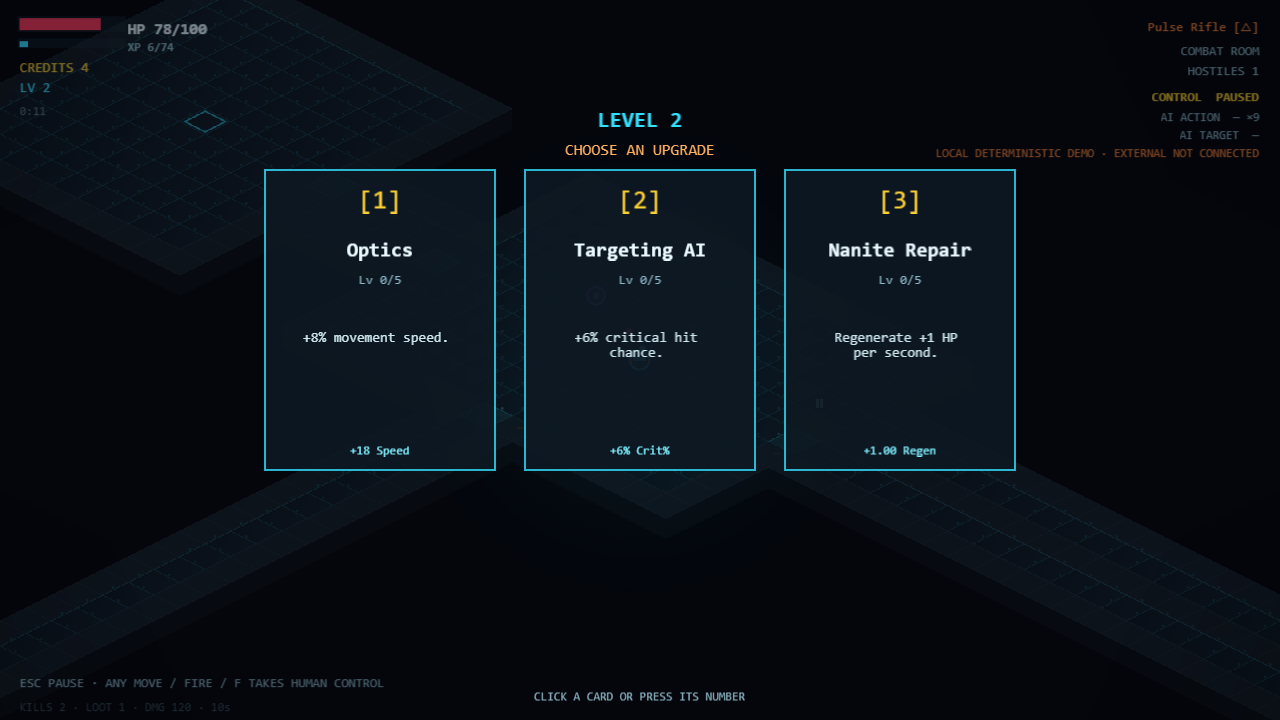 HP 78/100
XP 6/74
CREDITS 4
LV 2
0:11
Pulse Rifle [△]
COMBAT ROOM
HOSTILES 1
CONTROL PAUSED
AI ACTION — ×9
AI TARGET —
LOCAL DETERMINISTIC DEMO · EXTERNAL NOT CONNECTED
LEVEL 2
CHOOSE AN UPGRADE
[1]
Optics
Lv 0/5
+8% movement speed.
+18 Speed
[2]
Targeting AI
Lv 0/5
+6% critical hit
chance.
+6% Crit%
[3]
Nanite Repair
Lv 0/5
Regenerate +1 HP
per second.
+1.00 Regen
ESC PAUSE · ANY MOVE / FIRE / F TAKES HUMAN CONTROL
KILLS 2 · LOOT 1 · DMG 120 · 10s
CLICK A CARD OR PRESS ITS NUMBER